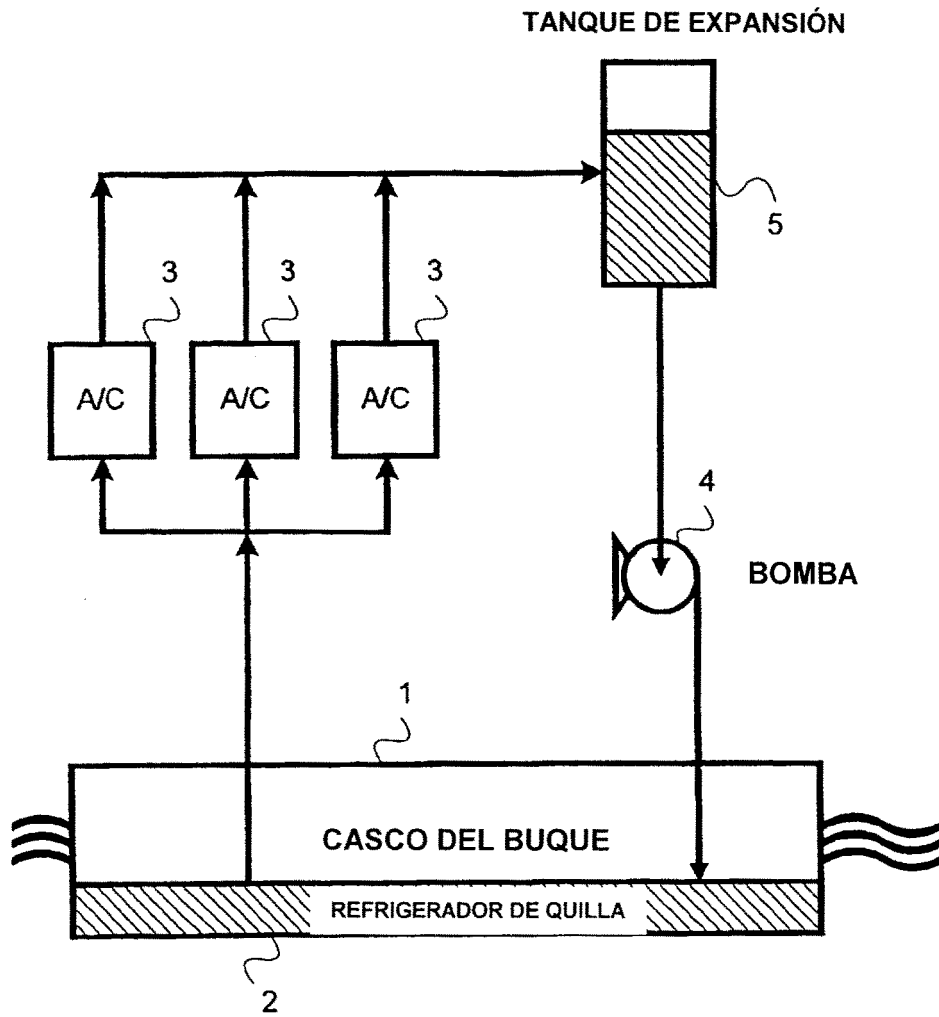 TANQUE DE EXPANSIÓN
5
3 3 3
A/C A/C A/C
4
BOMBA
1
CASCO DEL BUQUE
REFRIGERADOR DE QUILLA
2